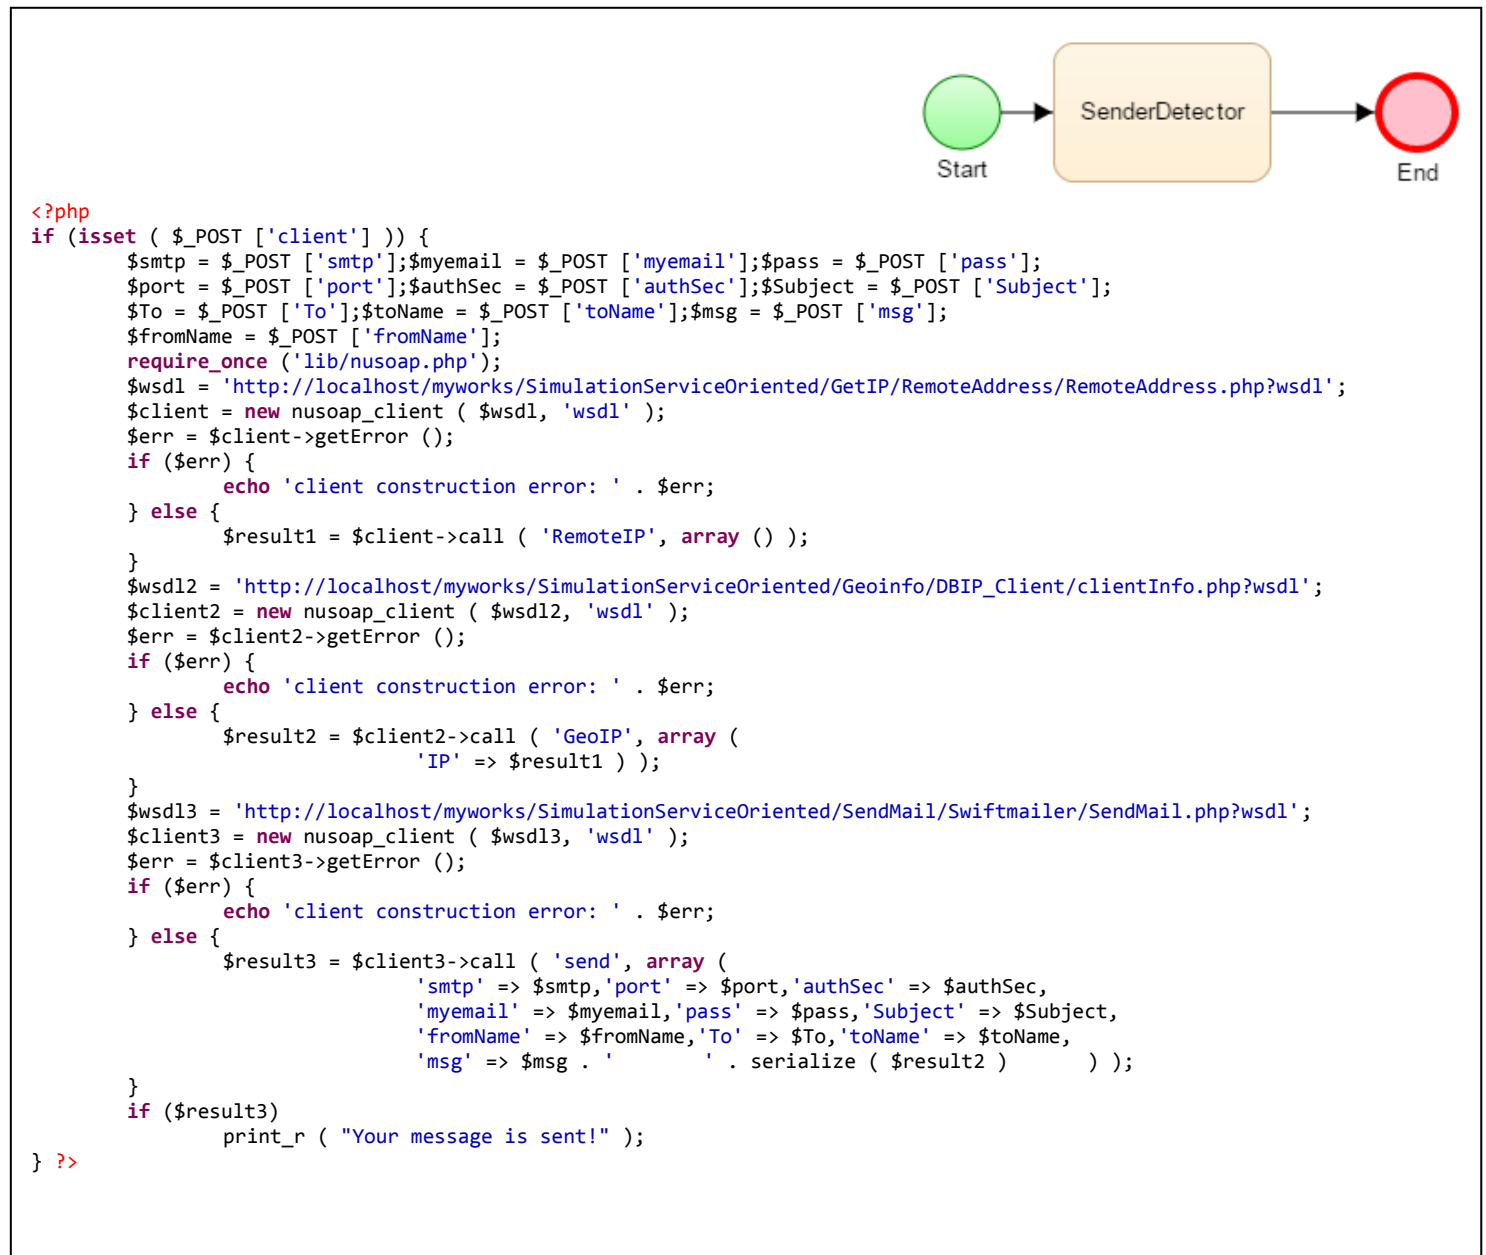 SenderDetector
Start
End
<?php
if (isset ( $_POST ['client'] )) {
        $smtp = $_POST ['smtp'];$myemail = $_POST ['myemail'];$pass = $_POST ['pass'];
        $port = $_POST ['port'];$authSec = $_POST ['authSec'];$Subject = $_POST ['Subject'];
        $To = $_POST ['To'];$toName = $_POST ['toName'];$msg = $_POST ['msg'];
        $fromName = $_POST ['fromName'];
        require_once ('lib/nusoap.php');
        $wsdl = 'http://localhost/myworks/SimulationServiceOriented/GetIP/RemoteAddress/RemoteAddress.php?wsdl';
        $client = new nusoap_client ( $wsdl, 'wsdl' );
        $err = $client->getError ();
        if ($err) {
                echo 'client construction error: ' . $err;
        } else {
                $result1 = $client->call ( 'RemoteIP', array () );
        }
        $wsdl2 = 'http://localhost/myworks/SimulationServiceOriented/Geoinfo/DBIP_Client/clientInfo.php?wsdl';
        $client2 = new nusoap_client ( $wsdl2, 'wsdl' );
        $err = $client2->getError ();
        if ($err) {
                echo 'client construction error: ' . $err;
        } else {
                $result2 = $client2->call ( 'GeoIP', array (
                                'IP' => $result1 ) );
        }
        $wsdl3 = 'http://localhost/myworks/SimulationServiceOriented/SendMail/Swiftmailer/SendMail.php?wsdl';
        $client3 = new nusoap_client ( $wsdl3, 'wsdl' );
        $err = $client3->getError ();
        if ($err) {
                echo 'client construction error: ' . $err;
        } else {
                $result3 = $client3->call ( 'send', array (
                                'smtp' => $smtp,'port' => $port,'authSec' => $authSec,
                                'myemail' => $myemail,'pass' => $pass,'Subject' => $Subject,
                                'fromName' => $fromName,'To' => $To,'toName' => $toName,
                                'msg' => $msg . '        ' . serialize ( $result2 )       ) );
        }
        if ($result3)
                print_r ( "Your message is sent!" );
} ?>